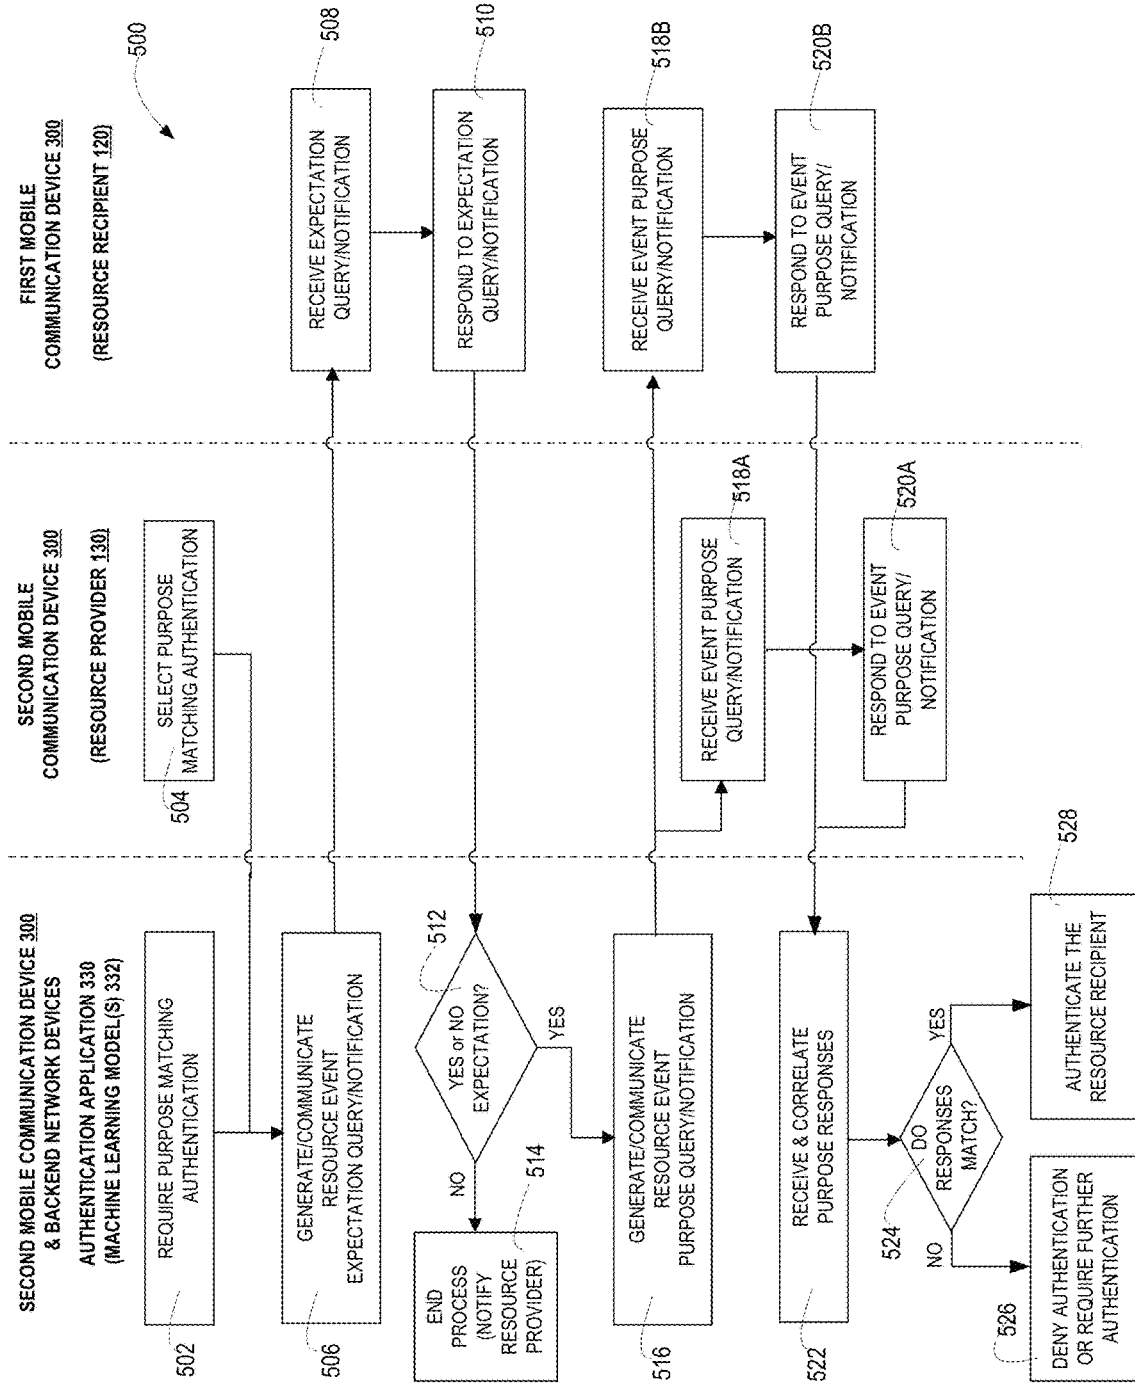 SECOND MOBILE COMMUNICATION DEVICE 300
& BACKEND NETWORK DEVICES
AUTHENTICATION APPLICATION 330
(MACHINE LEARNING MODEL(S) 332)
SECOND MOBILE
COMMUNICATION DEVICE 300
(RESOURCE PROVIDER 130)
FIRST MOBILE
COMMUNICATION DEVICE 300
(RESOURCE RECIPIENT 120)
500
502
REQUIRE PURPOSE MATCHING
AUTHENTICATION
504
SELECT PURPOSE
MATCHING AUTHENTICATION
506
GENERATE/COMMUNICATE
RESOURCE EVENT
EXPECTATION QUERY/NOTIFICATION
508
RECEIVE EXPECTATION
QUERY/NOTIFICATION
510
RESPOND TO EXPECTATION
QUERY/NOTIFICATION
512
YES or NO
EXPECTATION?
NO
YES
514
END
PROCESS
(NOTIFY
RESOURCE
PROVIDER)
516
GENERATE/COMMUNICATE
RESOURCE EVENT
PURPOSE QUERY/NOTIFICATION
518A
RECEIVE EVENT PURPOSE
QUERY/NOTIFICATION
518B
RECEIVE EVENT PURPOSE
QUERY/NOTIFICATION
520A
RESPOND TO EVENT
PURPOSE QUERY/
NOTIFICATION
520B
RESPOND TO EVENT
PURPOSE QUERY/
NOTIFICATION
522
RECEIVE & CORRELATE
PURPOSE RESPONSES
524
DO
RESPONSES
MATCH?
NO
YES
526
DENY AUTHENTICATION
OR REQUIRE FURTHER
AUTHENTICATION
528
AUTHENTICATE THE
RESOURCE RECIPIENT